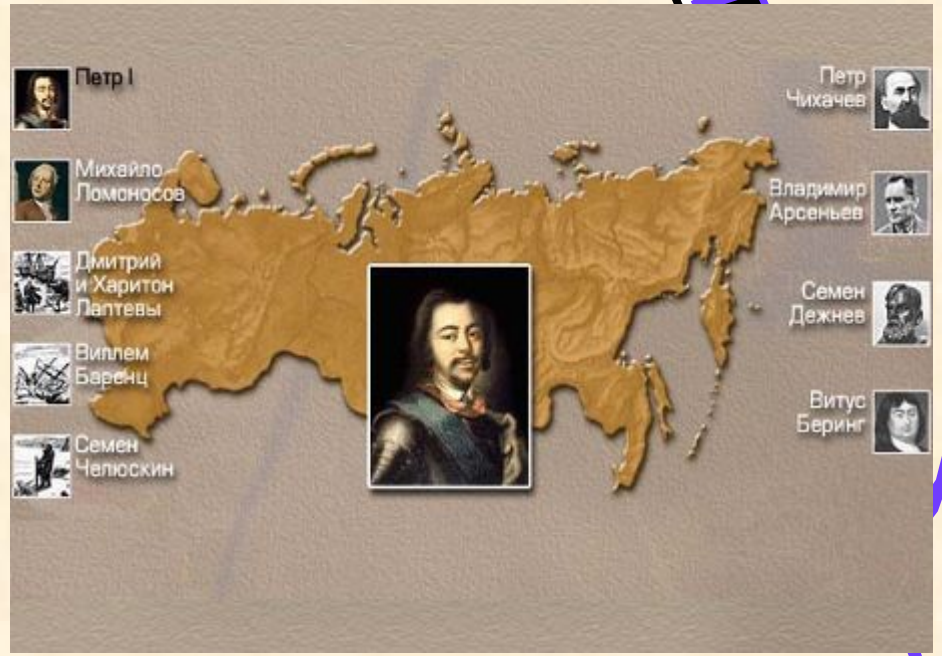 Петр I
Михайло
Ломоносов
Дмитрий
и Харитон
Лаптевы
Виллем
Баренц
Семен
Челюскин
Петр
Чихачев
Владимир
Арсеньев
Семен
Дежнев
Витус
Беринг